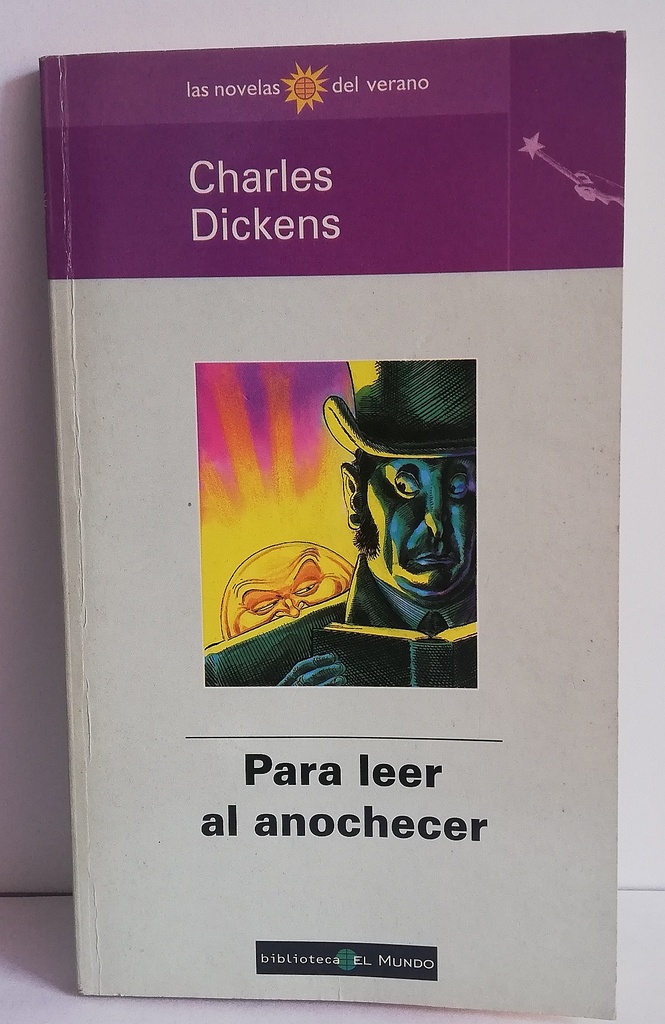 las novelas del verano
Charles
Dickens
Para leer
al anochecer
biblioteca EL MUNDO